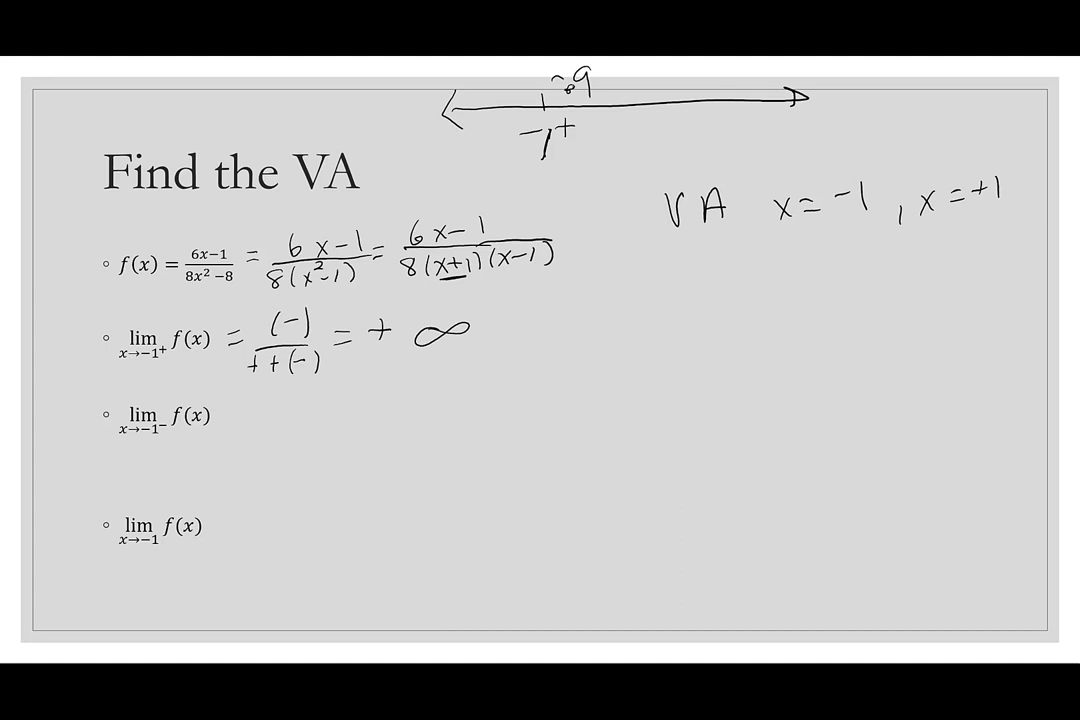 -.9
-1⁺
Find the VA
VA x = -1 , x = +1
◦ f(x) = (6x−1)/(8x² −8) = (6x-1)/(8(x²-1)) = (6x-1)/(8(x+1)(x-1))
◦ lim x→−1⁺ f(x) = (-)/(+ + (-)) = + ∞
◦ lim x→−1⁻ f(x)
◦ lim x→−1 f(x)